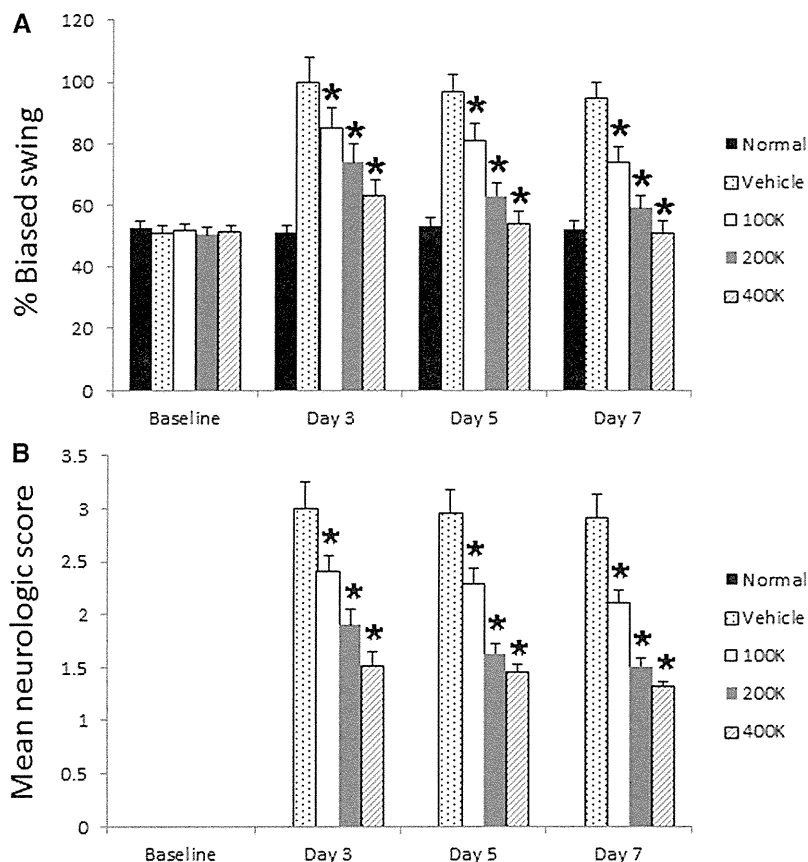 A
% Biased swing
120
100
80
60
40
20
0
* * *
* * *
* * *
Baseline Day 3 Day 5 Day 7
Normal
Vehicle
100K
200K
400K
B
Mean neurologic score
3.5
3
2.5
2
1.5
1
0.5
0
* * *
* * *
* * *
Baseline Day 3 Day 5 Day 7
Normal
Vehicle
100K
200K
400K